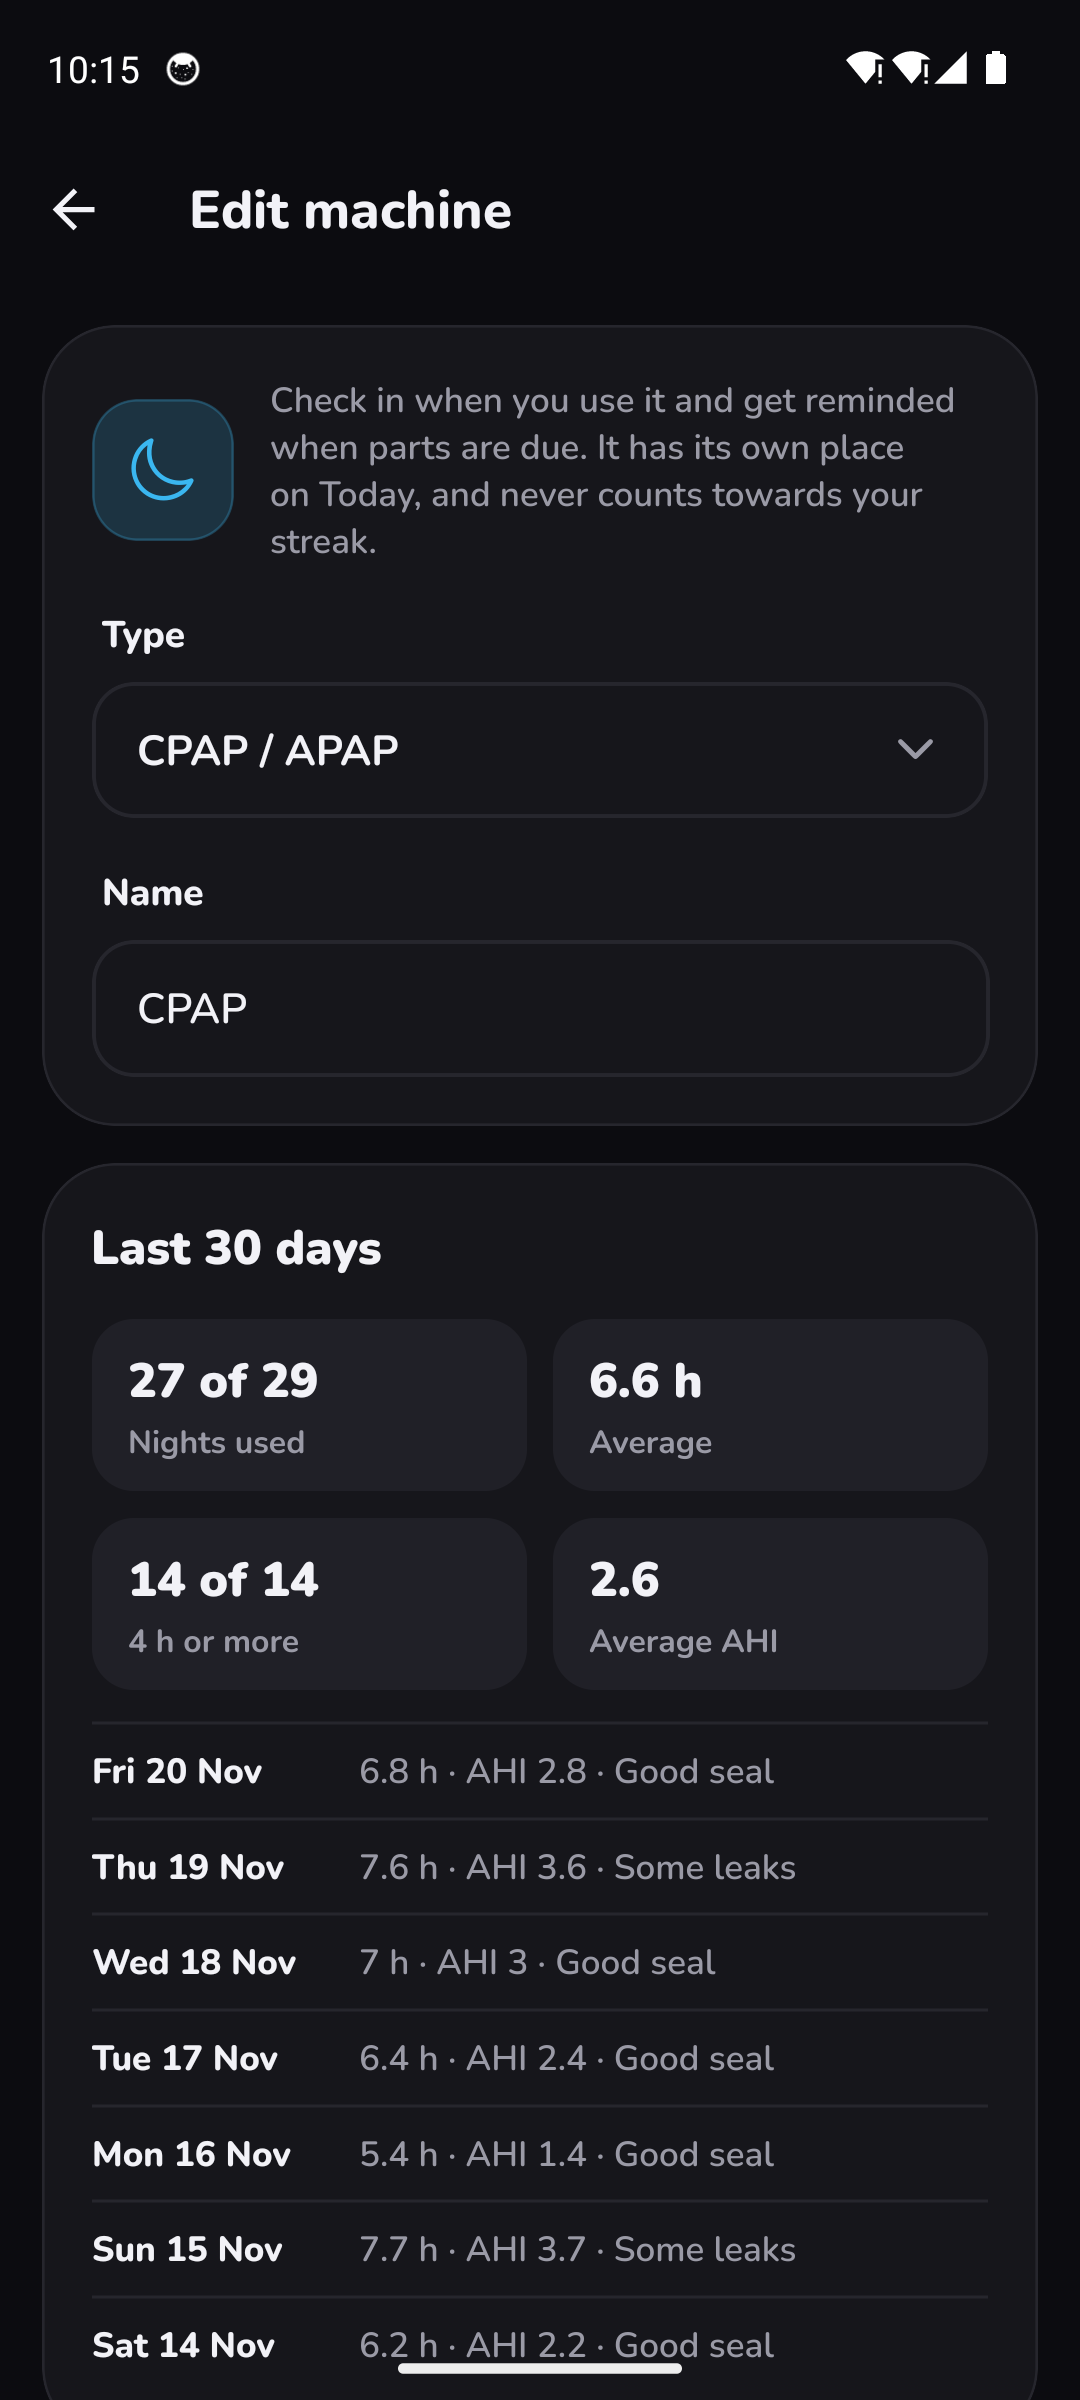 10:15
Edit machine
Check in when you use it and get reminded
when parts are due. It has its own place
on Today, and never counts towards your
streak.
Type
CPAP / APAP
Name
CPAP
Last 30 days
27 of 29
Nights used
6.6 h
Average
14 of 14
4 h or more
2.6
Average AHI
Fri 20 Nov 6.8 h · AHI 2.8 · Good seal
Thu 19 Nov 7.6 h · AHI 3.6 · Some leaks
Wed 18 Nov 7 h · AHI 3 · Good seal
Tue 17 Nov 6.4 h · AHI 2.4 · Good seal
Mon 16 Nov 5.4 h · AHI 1.4 · Good seal
Sun 15 Nov 7.7 h · AHI 3.7 · Some leaks
Sat 14 Nov 6.2 h · AHI 2.2 · Good seal